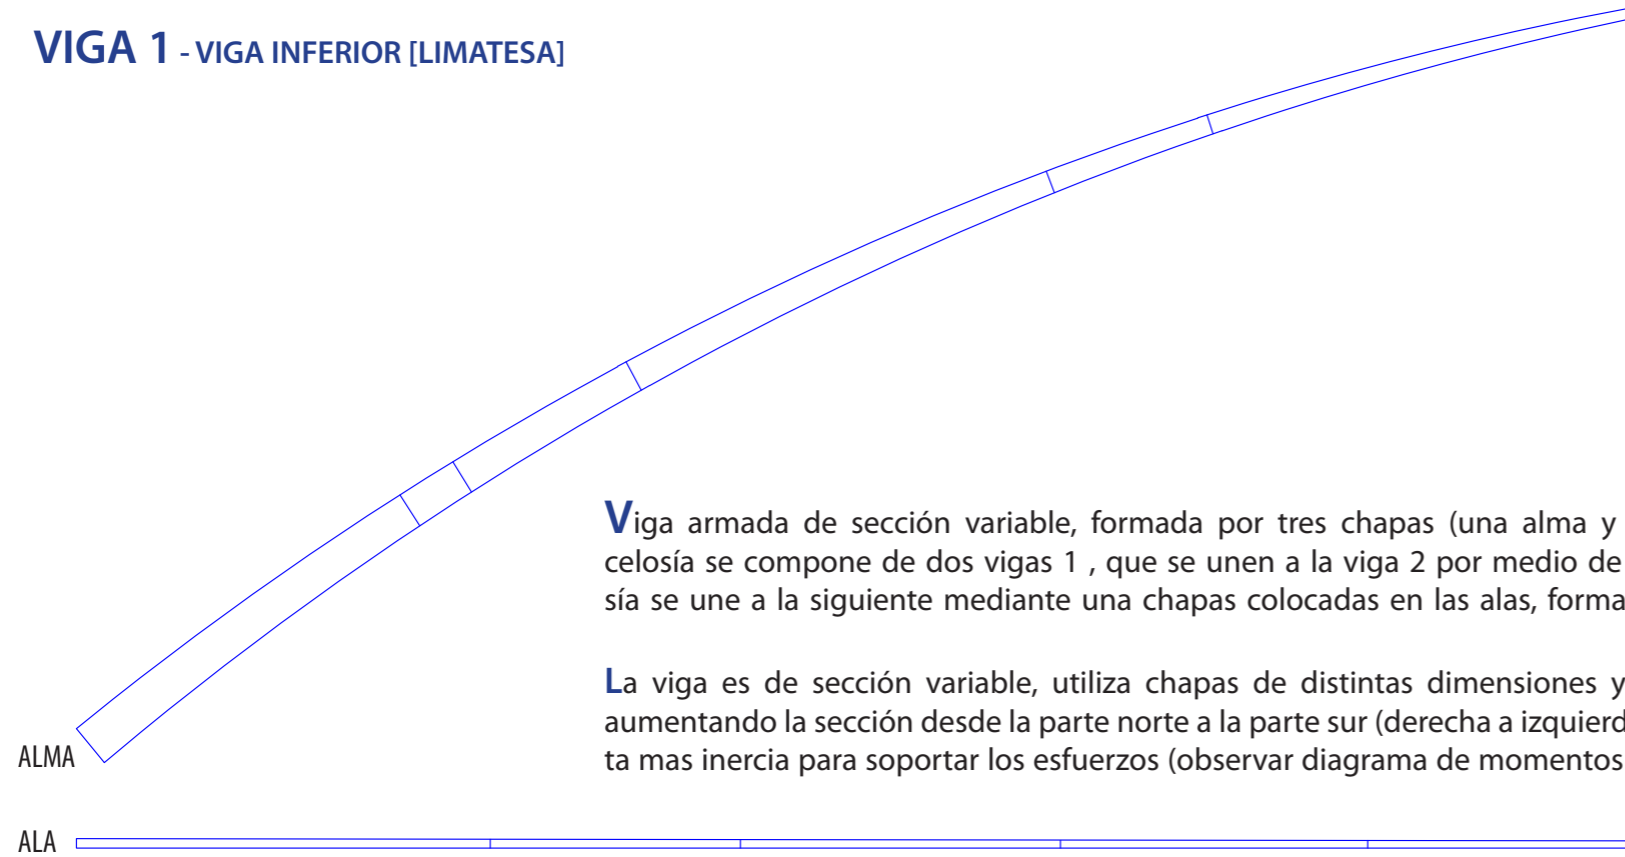 VIGA 1 - VIGA INFERIOR [LIMATESA]
Viga armada de sección variable, formada por tres chapas (una alma y
celosía se compone de dos vigas 1 , que se unen a la viga 2 por medio de
sía se une a la siguiente mediante una chapas colocadas en las alas, forma
La viga es de sección variable, utiliza chapas de distintas dimensiones y
aumentando la sección desde la parte norte a la parte sur (derecha a izquierd
ta mas inercia para soportar los esfuerzos (observar diagrama de momentos
ALMA
ALA